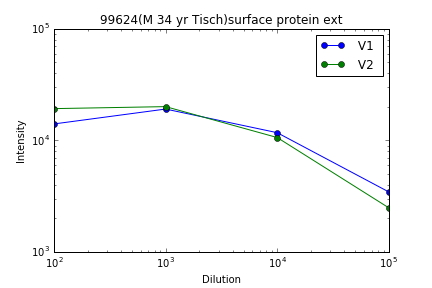 99624(M 34 yr Tisch)surface protein ext
10^5
10^4
10^3
Intensity
V1
V2
10^2 10^3 10^4 10^5
Dilution